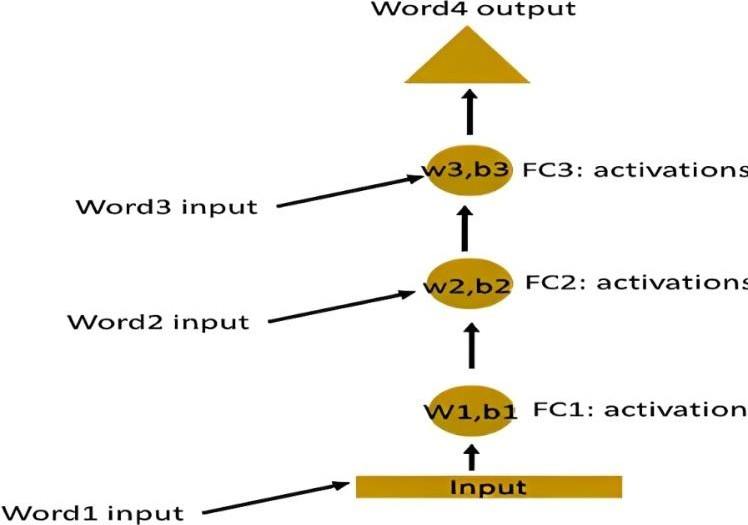 Word4 output
w3,b3 FC3: activations
Word3 input
w2,b2 FC2: activations
Word2 input
W1,b1 FC1: activation
Input
Word1 input